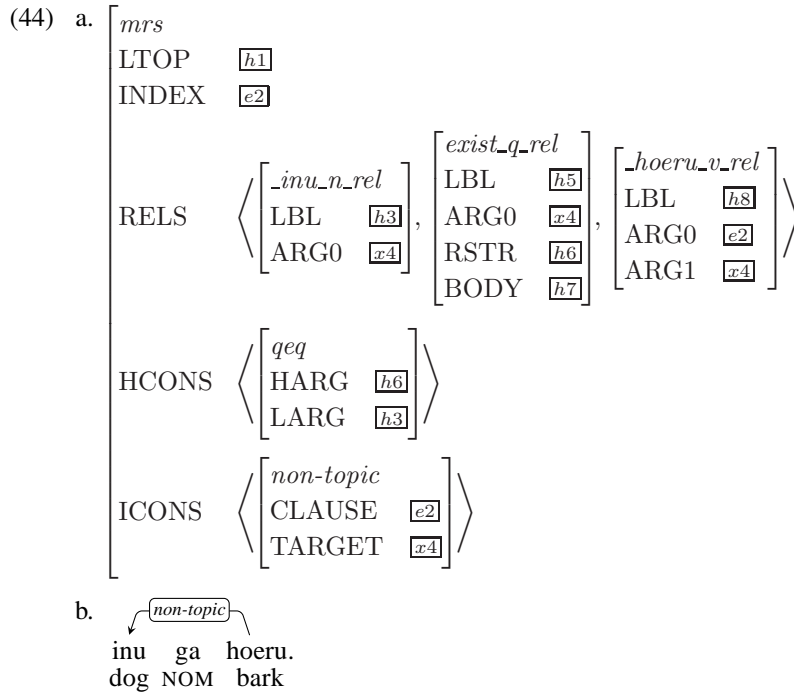 (44) a.
mrs
LTOP h1
INDEX e2
RELS ⟨ [_inu_n_rel LBL h3 ARG0 x4], [exist_q_rel LBL h5 ARG0 x4 RSTR h6 BODY h7], [_hoeru_v_rel LBL h8 ARG0 e2 ARG1 x4] ⟩
HCONS ⟨ [qeq HARG h6 LARG h3] ⟩
ICONS ⟨ [non-topic CLAUSE e2 TARGET x4] ⟩
b.
non-topic
inu ga hoeru.
dog NOM bark